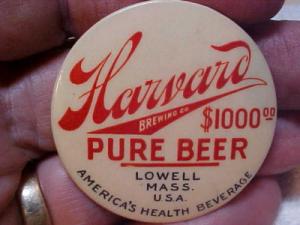 Harvard
BREWING CO
$1000 00
PURE BEER
LOWELL
MASS.
U.S.A.
AMERICA'S HEALTH BEVERAGE